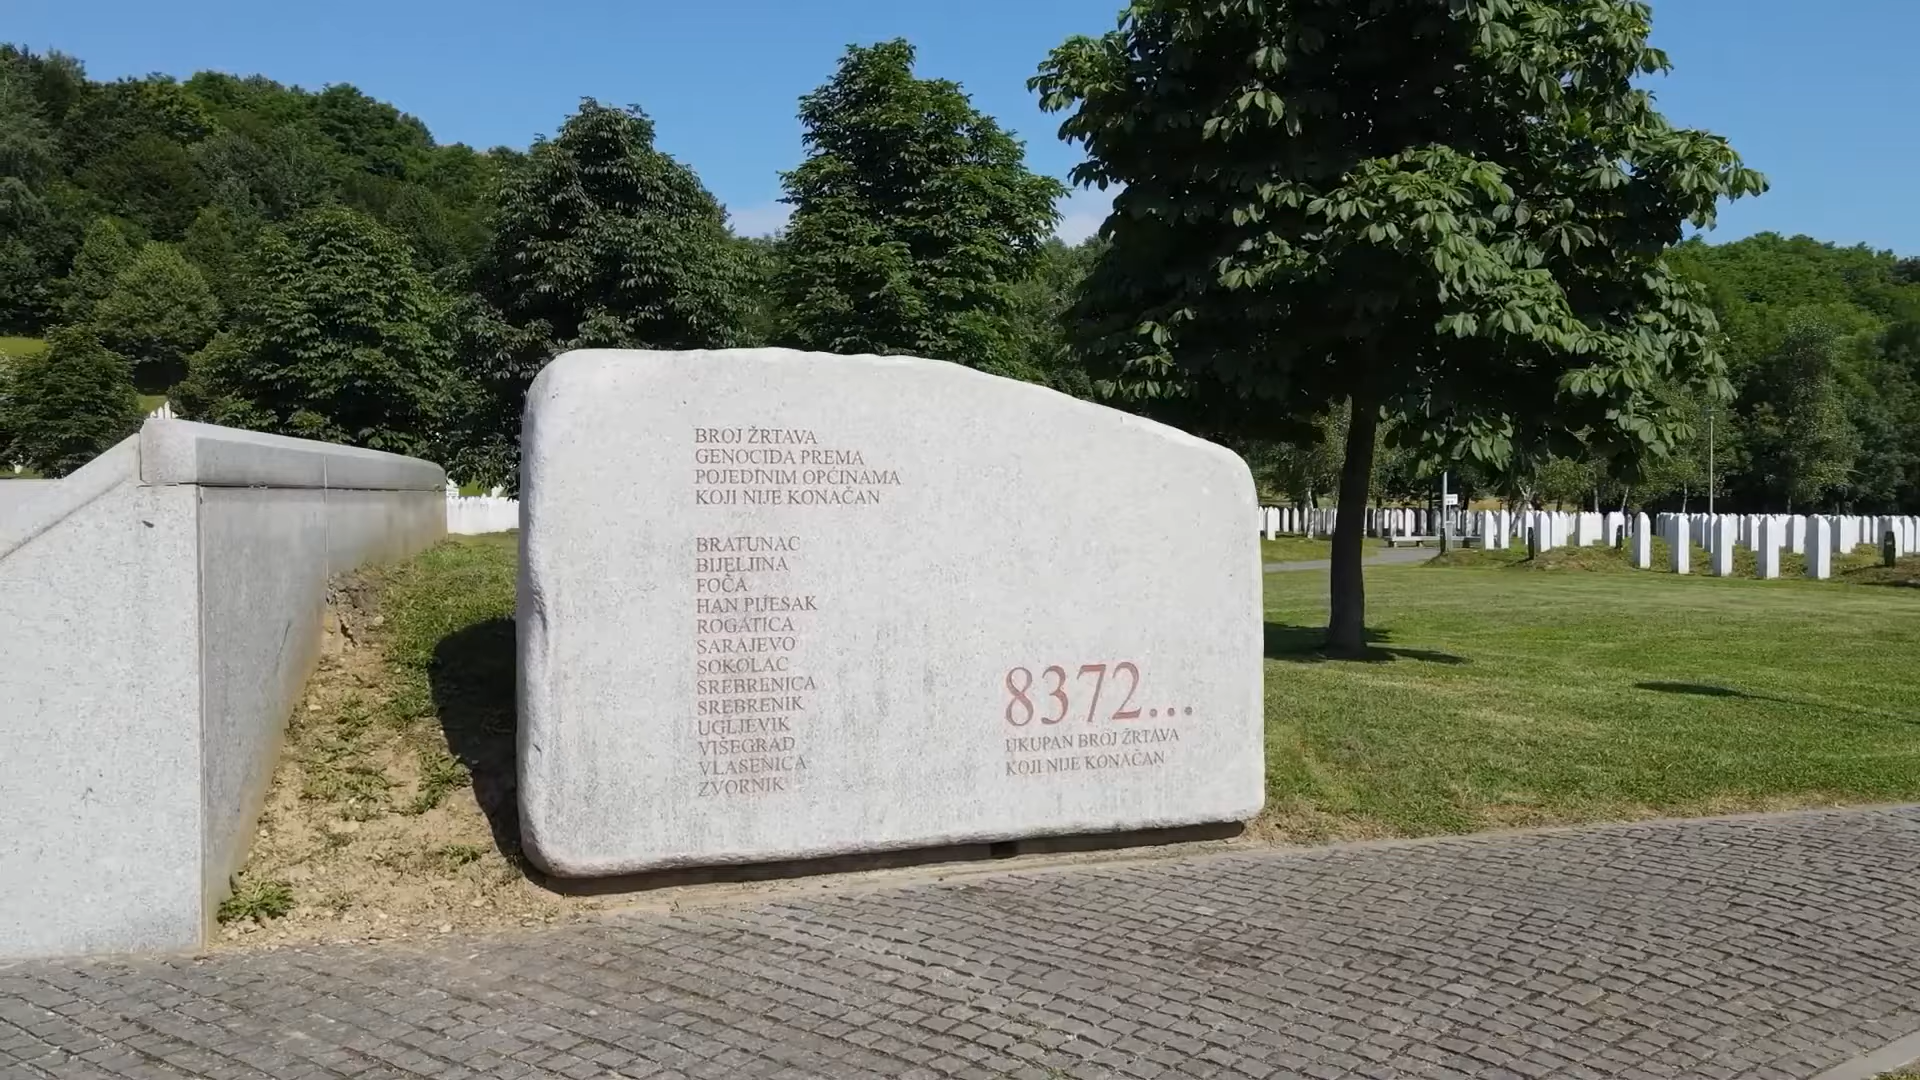 BROJ ŽRTAVA
GENOCIDA PREMA
POJEDINIM OPĆINAMA
KOJI NIJE KONAČAN
BRATUNAC
BIJELJINA
FOČA
HAN PIJESAK
ROGATICA
SARAJEVO
SOKOLAC
SREBRENICA
SREBRENIK
UGLJEVIK
VIŠEGRAD
VLASENICA
ZVORNIK
8372...
UKUPAN BROJ ŽRTAVA
KOJI NIJE KONAČAN